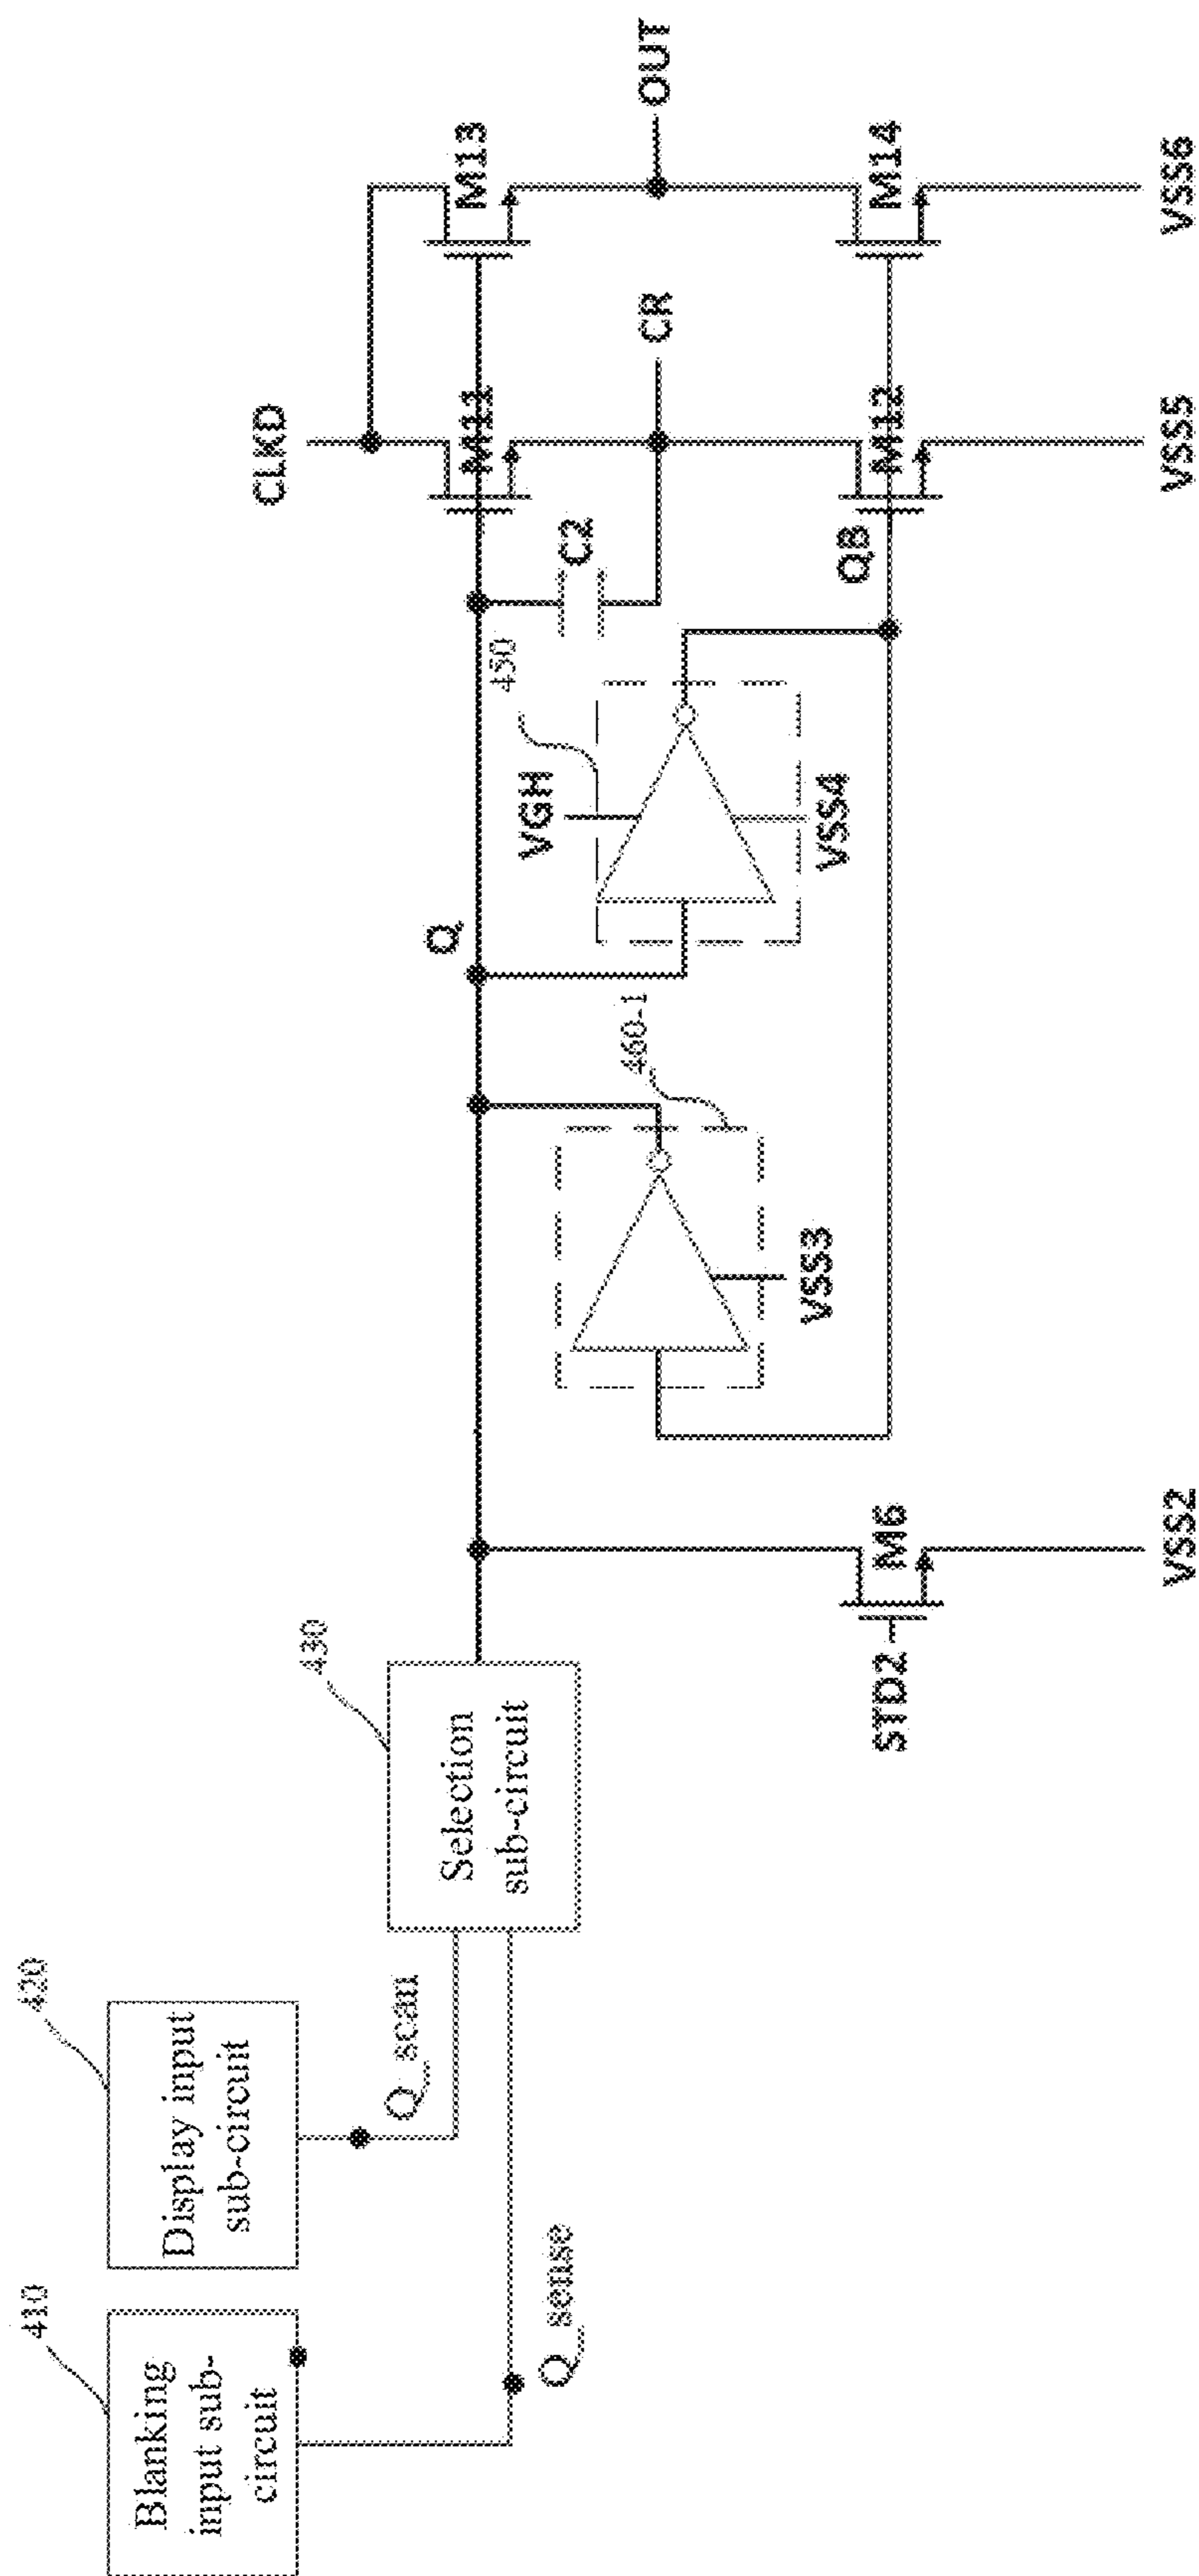 410
Blanking
input sub-
circuit
420
Display input
sub-circuit
Q_scan
Q_sense
430
Selection
sub-circuit
STD2
M6
VSS2
VSS3
460-1
Q
VGH
450
VSS4
C2
QB
CLKD
M11
CR
M12
VSS5
M13
OUT
M14
VSS6